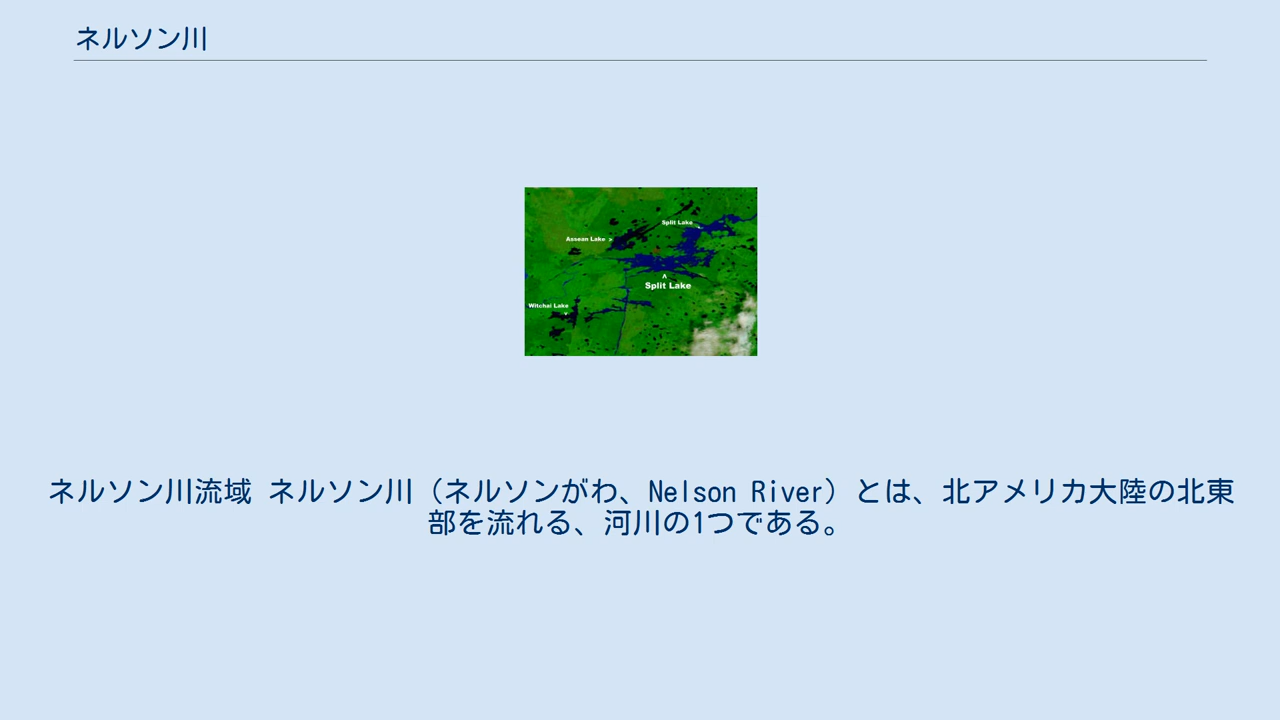 ネルソン川
Split Lake
Assean Lake >
Split Lake
Witchai Lake
ネルソン川流域 ネルソン川（ネルソンがわ、Nelson River）とは、北アメリカ大陸の北東
部を流れる、河川の1つである。